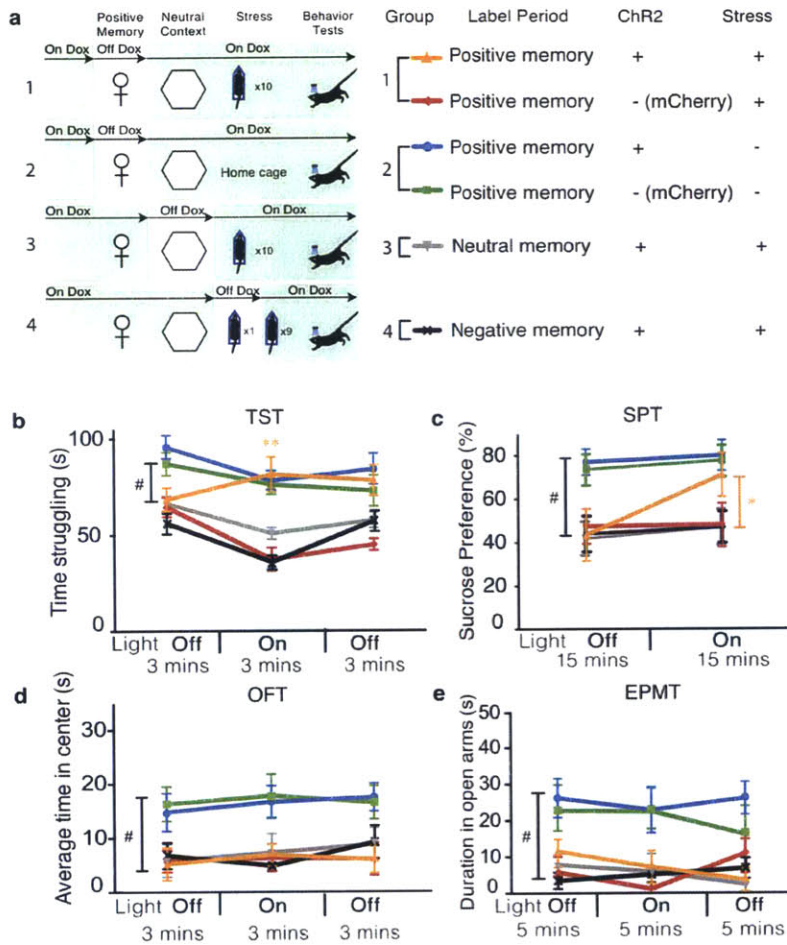 a
Positive Memory
Neutral Context
Stress
Behavior Tests
On Dox Off Dox On Dox
1
x10
On Dox Off Dox On Dox
2
Home cage
On Dox Off Dox On Dox
3
x10
On Dox Off Dox On Dox
4
x1 x9
Group Label Period ChR2 Stress
1
Positive memory + +
Positive memory - (mCherry) +
2
Positive memory + -
Positive memory - (mCherry) -
3 Neutral memory + +
4 Negative memory + +
b
TST
Time struggling (s)
100
50
0
#
**
Light Off On Off
3 mins 3 mins 3 mins
c
SPT
Sucrose Preference (%)
80
60
40
20
0
#
*
Light Off On
15 mins 15 mins
d
OFT
Average time in center (s)
30
20
10
0
#
Light Off On Off
3 mins 3 mins 3 mins
e
EPMT
Duration in open arms (s)
50
40
30
20
10
0
#
Light Off On Off
5 mins 5 mins 5 mins